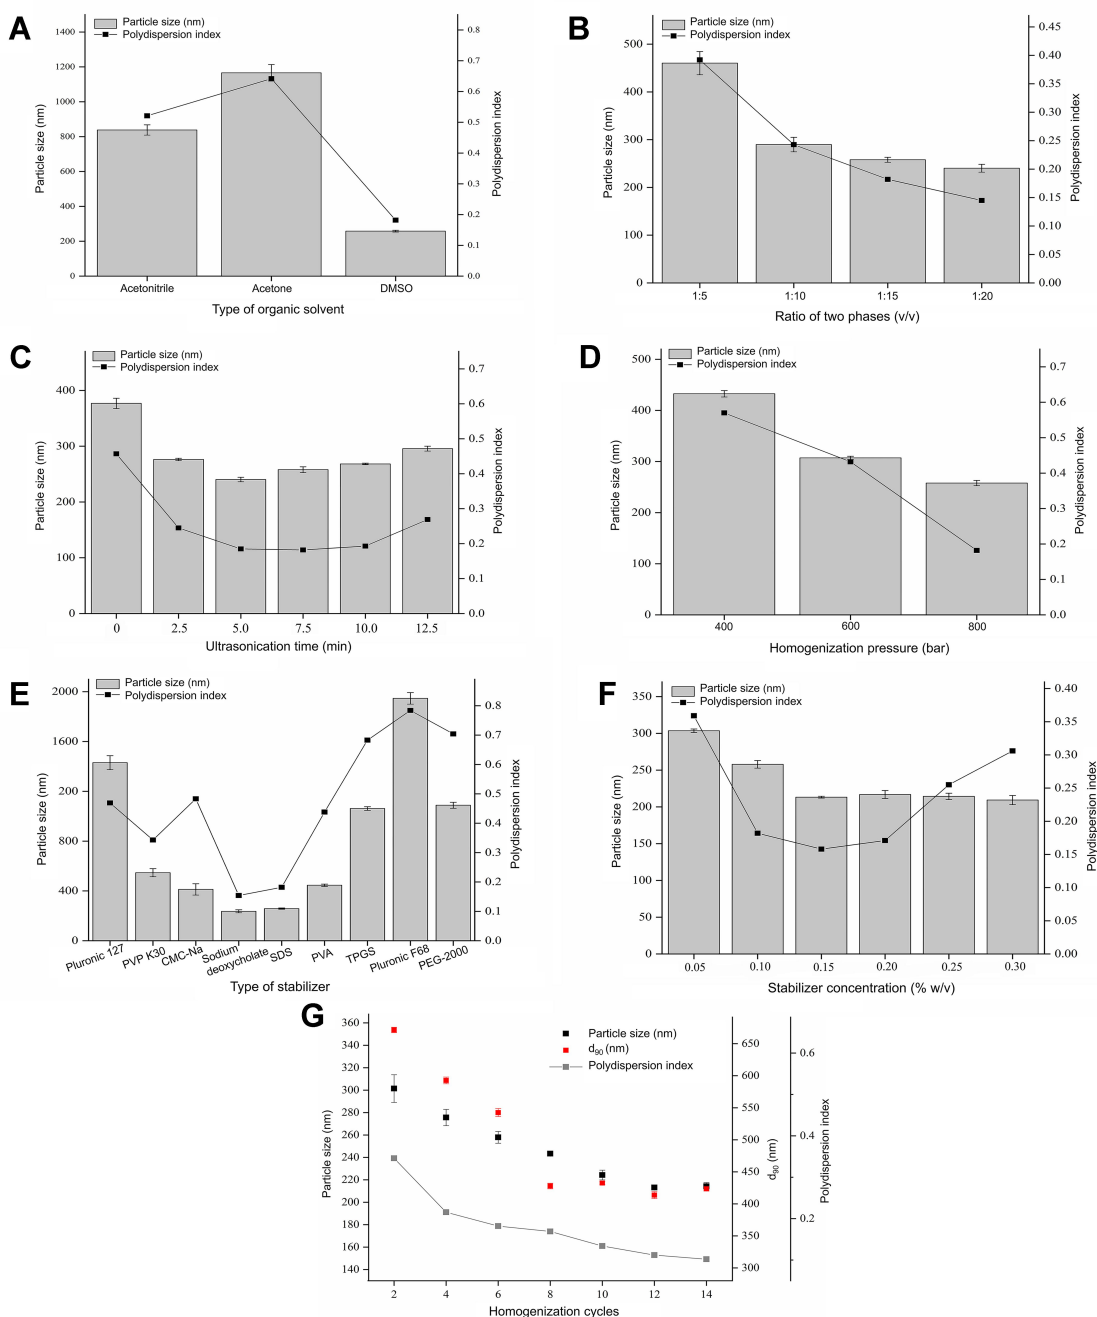 A
Particle size (nm)
Polydispersion index
1400
1200
1000
800
600
400
200
0
Particle size (nm)
0.8
0.7
0.6
0.5
0.4
0.3
0.2
0.1
0.0
Polydispersion index
Acetonitrile Acetone DMSO
Type of organic solvent
B
Particle size (nm)
Polydispersion index
500
400
300
200
100
0
Particle size (nm)
0.45
0.40
0.35
0.30
0.25
0.20
0.15
0.10
0.05
0.00
Polydispersion index
1:5 1:10 1:15 1:20
Ratio of two phases (v/v)
C
Particle size (nm)
Polydispersion index
400
300
200
100
0
Particle size (nm)
0.7
0.6
0.5
0.4
0.3
0.2
0.1
0.0
Polydispersion index
0 2.5 5.0 7.5 10.0 12.5
Ultrasonication time (min)
D
Particle size (nm)
Polydispersion index
500
400
300
200
100
0
Particle size (nm)
0.7
0.6
0.5
0.4
0.3
0.2
0.1
0.0
Polydispersion index
400 600 800
Homogenization pressure (bar)
E
Particle size (nm)
Polydispersion index
2000
1600
1200
800
400
0
Particle size (nm)
0.8
0.7
0.6
0.5
0.4
0.3
0.2
0.1
0.0
Polydispersion index
Pluronic 127
PVP K30
CMC-Na
Sodium
deoxycholate
SDS
PVA
TPGS
Pluronic F68
PEG-2000
Type of stabilizer
F
Particle size (nm)
Polydispersion index
350
300
250
200
150
100
50
0
Particle size (nm)
0.40
0.35
0.30
0.25
0.20
0.15
0.10
0.05
0.00
Polydispersion index
0.05 0.10 0.15 0.20 0.25 0.30
Stabilizer concentration (% w/v)
G
Particle size (nm)
d90 (nm)
Polydispersion index
360
340
320
300
280
260
240
220
200
180
160
140
Particle size (nm)
650
600
550
500
450
400
350
300
d90 (nm)
0.6
0.4
0.2
Polydispersion index
2 4 6 8 10 12 14
Homogenization cycles